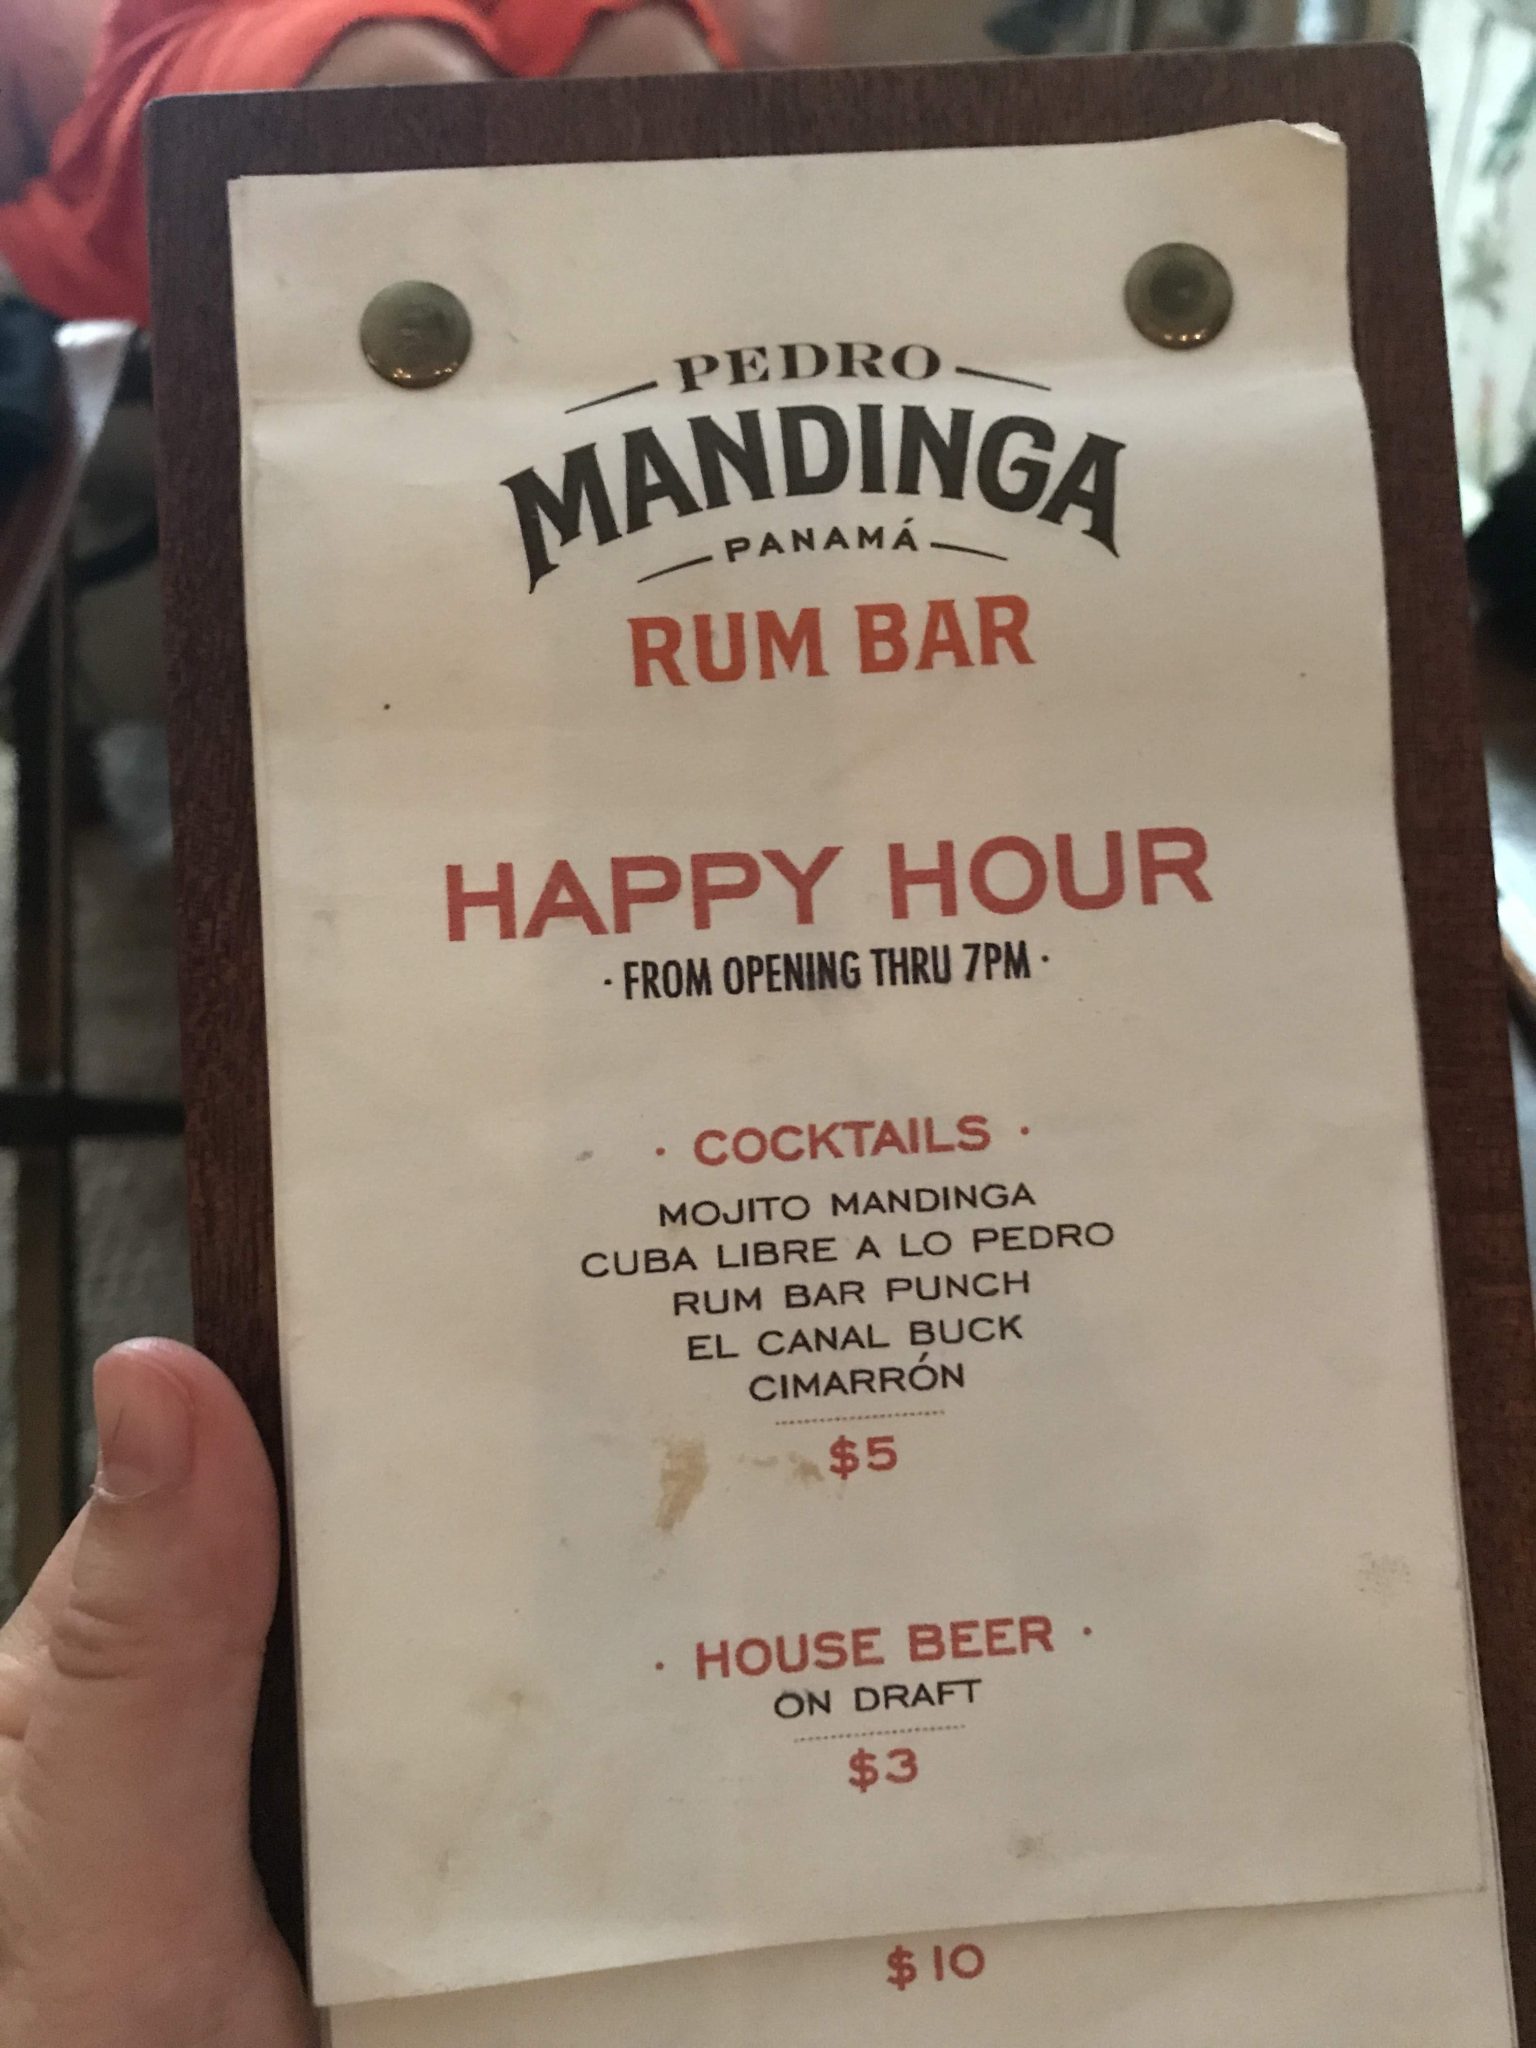 PEDRO
MANDINGA
PANAMÁ
RUM BAR
HAPPY HOUR
· FROM OPENING THRU 7PM ·
· COCKTAILS ·
MOJITO MANDINGA
CUBA LIBRE A LO PEDRO
RUM BAR PUNCH
EL CANAL BUCK
CIMARRÓN
$5
· HOUSE BEER ·
ON DRAFT
$3
$10